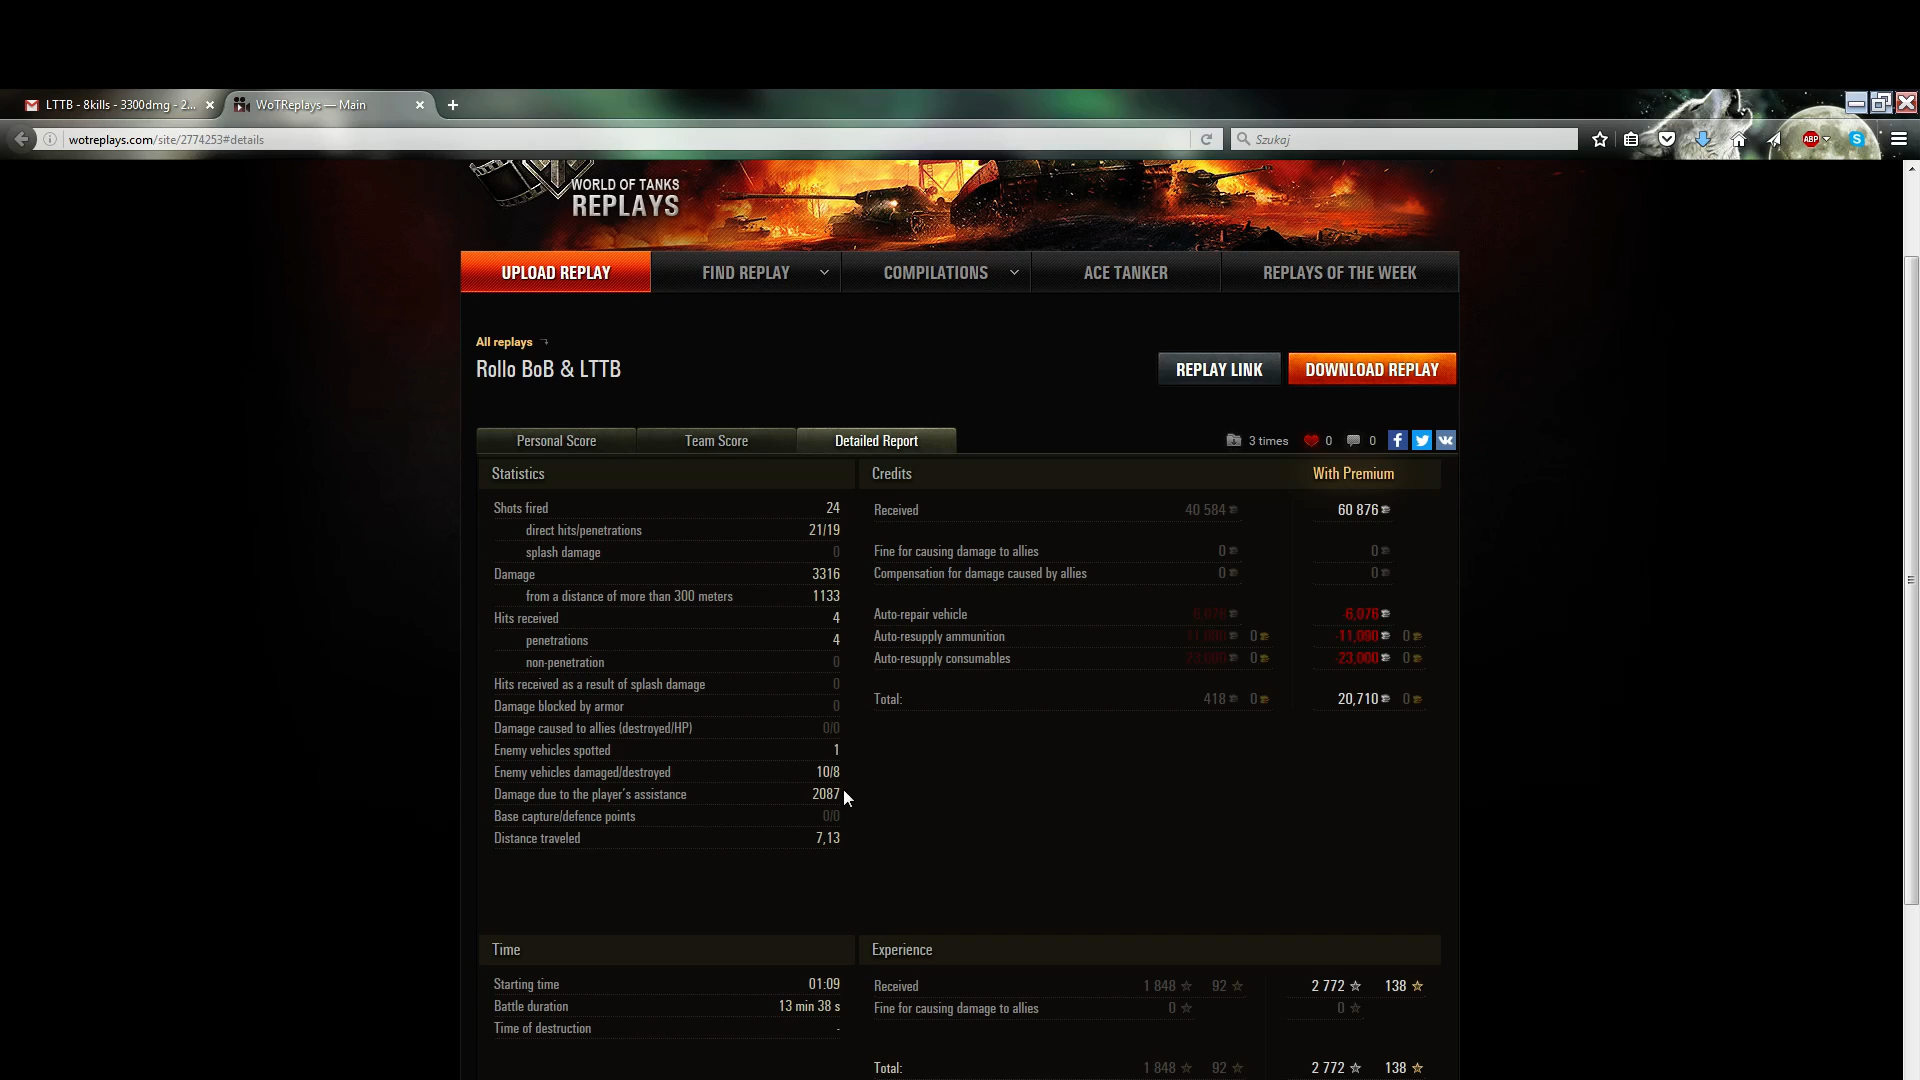 LTTB - 8kills - 3300dmg - 2...
WoTReplays — Main
wotreplays.com/site/2774253#details
Szukaj
ABP
WORLD OF TANKS
REPLAYS
UPLOAD REPLAY
FIND REPLAY
COMPILATIONS
ACE TANKER
REPLAYS OF THE WEEK
All replays
Rollo BoB & LTTB
REPLAY LINK
DOWNLOAD REPLAY
Personal Score
Team Score
Detailed Report
3 times
0
0
Statistics
Shots fired 24
direct hits/penetrations 21/19
splash damage 0
Damage 3316
from a distance of more than 300 meters 1133
Hits received 4
penetrations 4
non-penetration 0
Hits received as a result of splash damage 0
Damage blocked by armor 0
Damage caused to allies (destroyed/HP) 0/0
Enemy vehicles spotted 1
Enemy vehicles damaged/destroyed 10/8
Damage due to the player's assistance 2087
Base capture/defence points 0/0
Distance traveled 7,13
Credits With Premium
Received 40 584 60 876
Fine for causing damage to allies 0 0
Compensation for damage caused by allies 0 0
Auto-repair vehicle -6,076
Auto-resupply ammunition 0 -11,090 0
Auto-resupply consumables 0 -23,000 0
Total: 418 0 20,710 0
Time
Starting time 01:09
Battle duration 13 min 38 s
Time of destruction -
Experience
Received 1 848 92 2 772 138
Fine for causing damage to allies 0 0
Total: 1 848 92 2 772 138